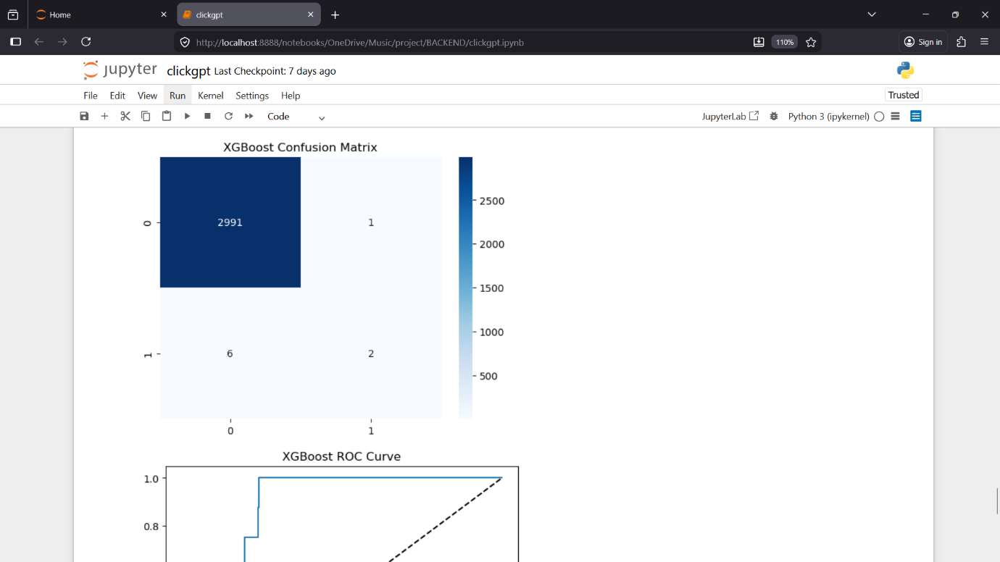 Home
clickgpt
http://localhost:8888/notebooks/OneDrive/Music/project/BACKEND/clickgpt.ipynb
110%
Sign in
jupyter clickgpt Last Checkpoint: 7 days ago
File Edit View Run Kernel Settings Help
Trusted
Code
JupyterLab
Python 3 (ipykernel)
XGBoost Confusion Matrix
0
2991
1
1
6
2
0
1
2500
2000
1500
1000
500
XGBoost ROC Curve
1.0
0.8